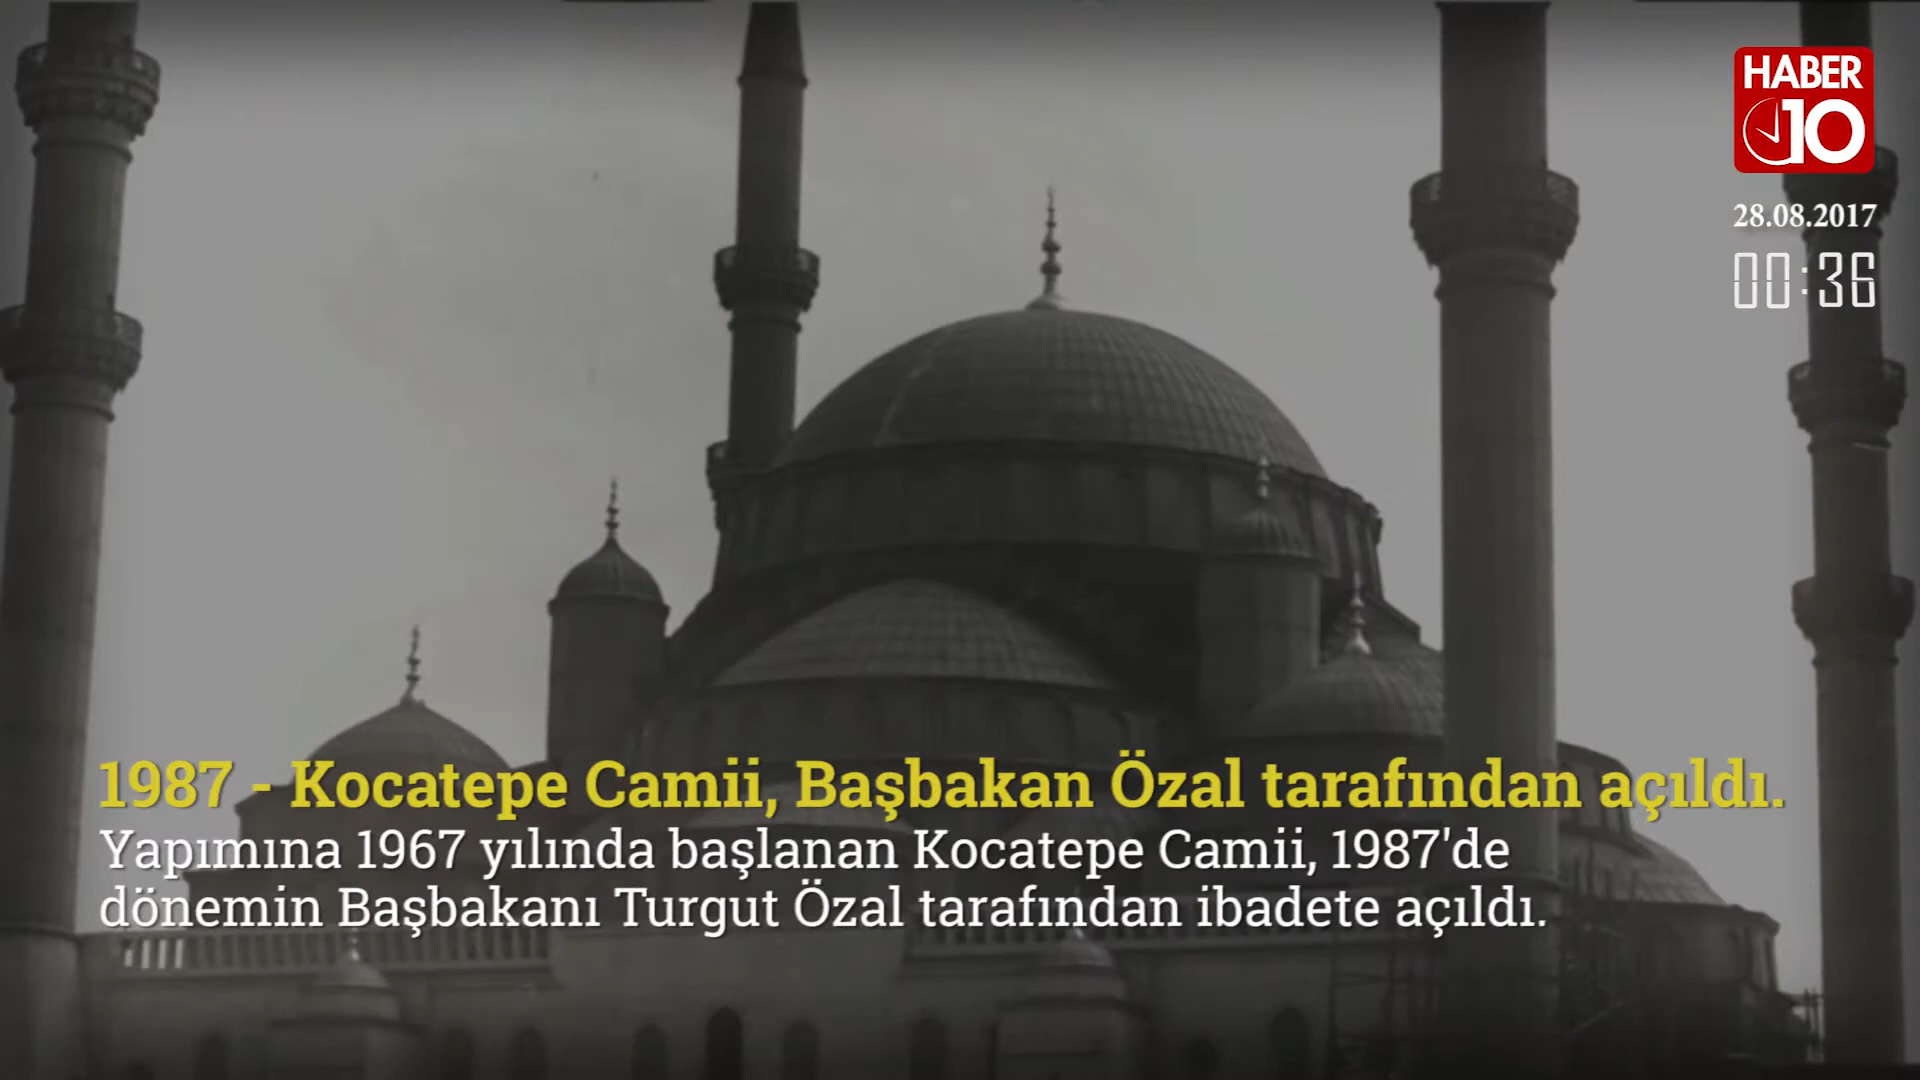 HABER
10
28.08.2017
00:36
1987 - Kocatepe Camii, Başbakan Özal tarafından açıldı.
Yapımına 1967 yılında başlanan Kocatepe Camii, 1987'de
dönemin Başbakanı Turgut Özal tarafından ibadete açıldı.